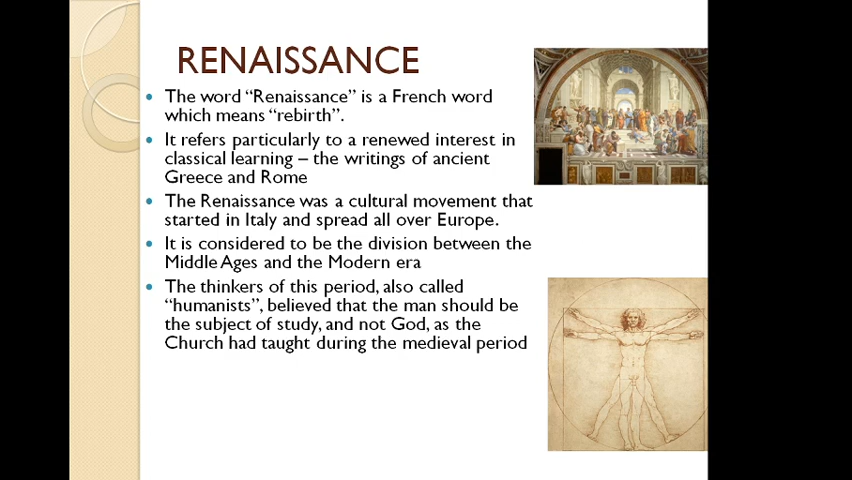 RENAISSANCE
• The word “Renaissance” is a French word
which means “rebirth”.
• It refers particularly to a renewed interest in
classical learning – the writings of ancient
Greece and Rome
• The Renaissance was a cultural movement that
started in Italy and spread all over Europe.
• It is considered to be the division between the
Middle Ages and the Modern era
• The thinkers of this period, also called
“humanists”, believed that the man should be
the subject of study, and not God, as the
Church had taught during the medieval period